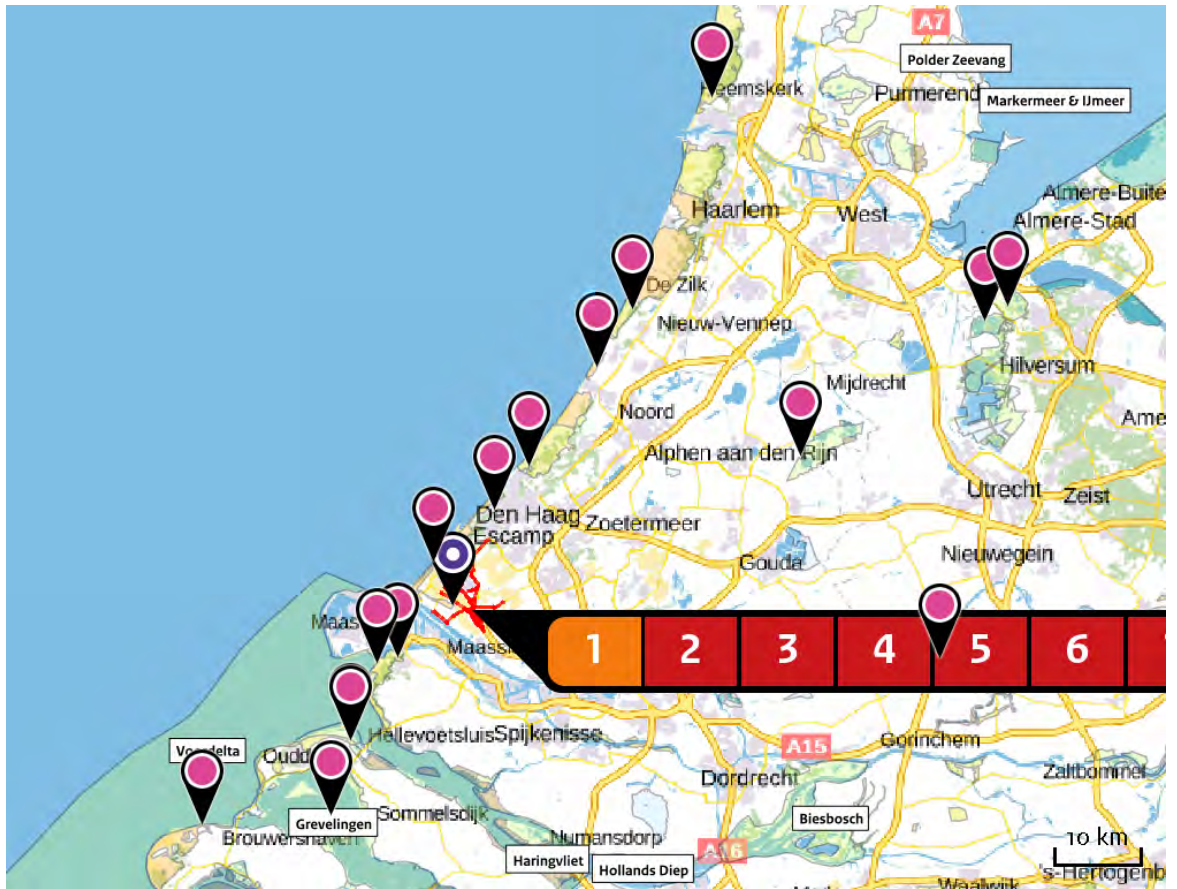 A7
Polder Zeevang
Heemskerk
Purmerend
Markermeer & IJmeer
Almere-Buite
Haarlem
West
Almere-Stad
De Zilk
Nieuw-Vennep
Hilversum
Mijdrecht
Noord
Ame
Alphen aan den Rijn
Utrecht
Zeist
Den Haag
Zoetermeer
Escamp
Gouda
Nieuwegein
Maas
Maassl
1 2 3 4 5 6
Hellevoetsluis
Spijkenisse
A15
Gorinchem
Voordelta
Oudd
Dordrecht
Zaltbommel
Grevelingen
Sommelsdijk
Biesbosch
Brouwershaven
Numansdorp
10 km
Haringvliet
Hollands Diep
A16
's-Hertogenb
Waalwijk